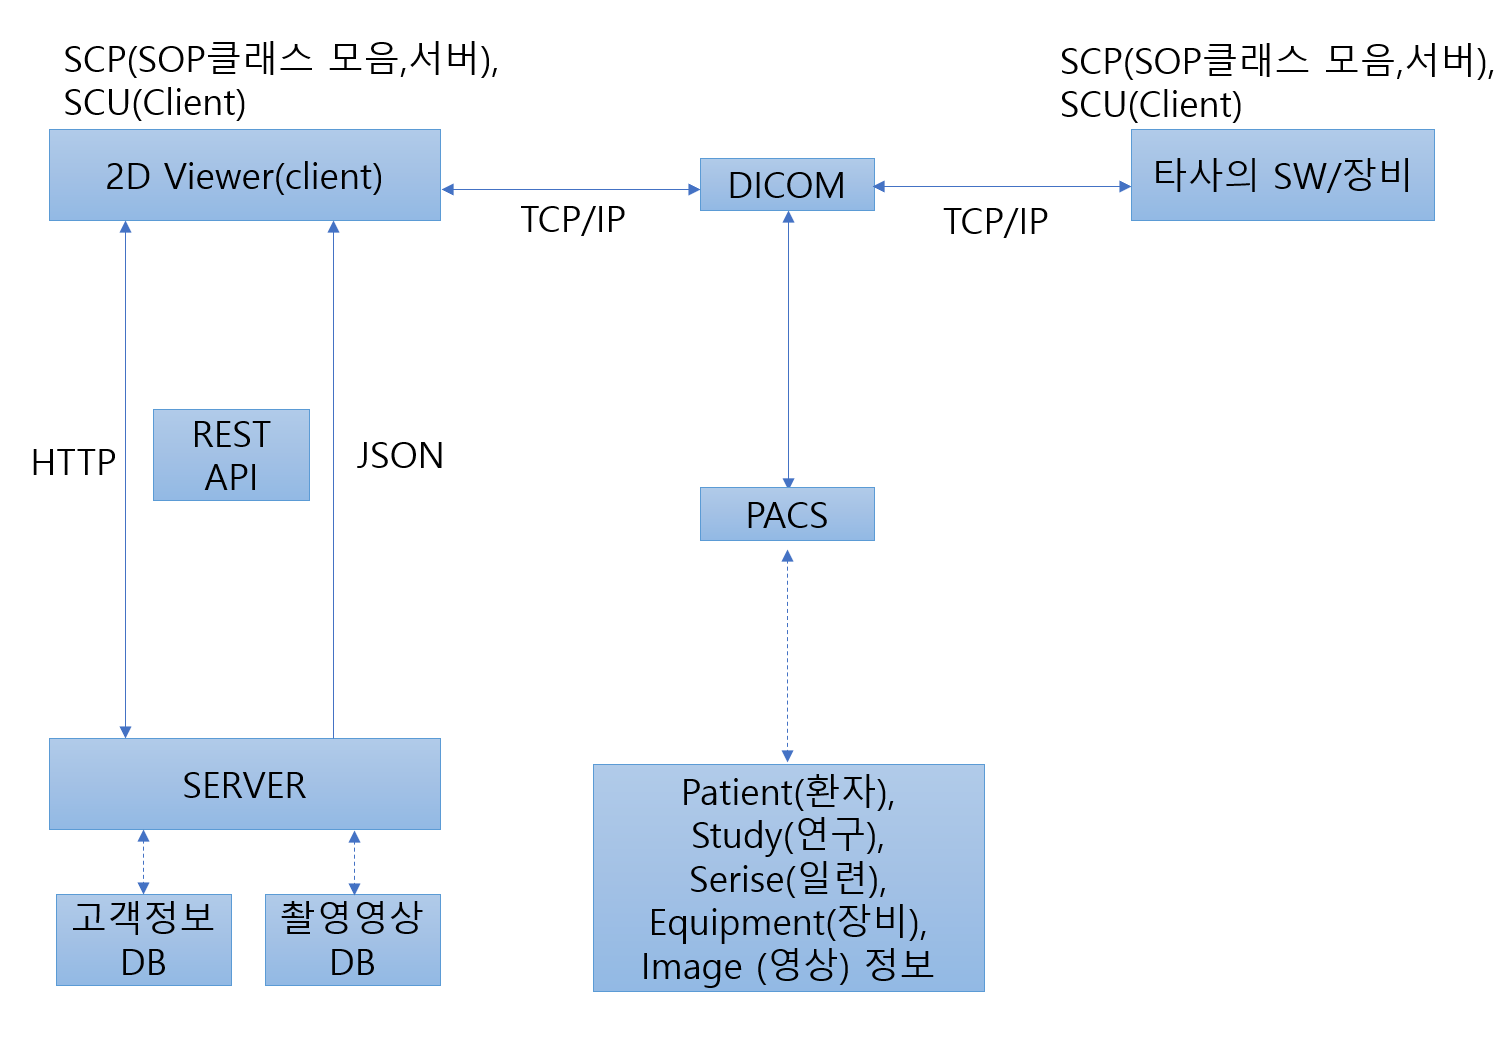 SCP(SOP클래스 모음,서버),
SCU(Client)
SCP(SOP클래스 모음,서버),
SCU(Client)
2D Viewer(client)
DICOM
타사의 SW/장비
TCP/IP
TCP/IP
REST
API
HTTP
JSON
PACS
SERVER
Patient(환자),
Study(연구),
Serise(일련),
Equipment(장비),
Image (영상) 정보
고객정보
DB
촬영영상
DB